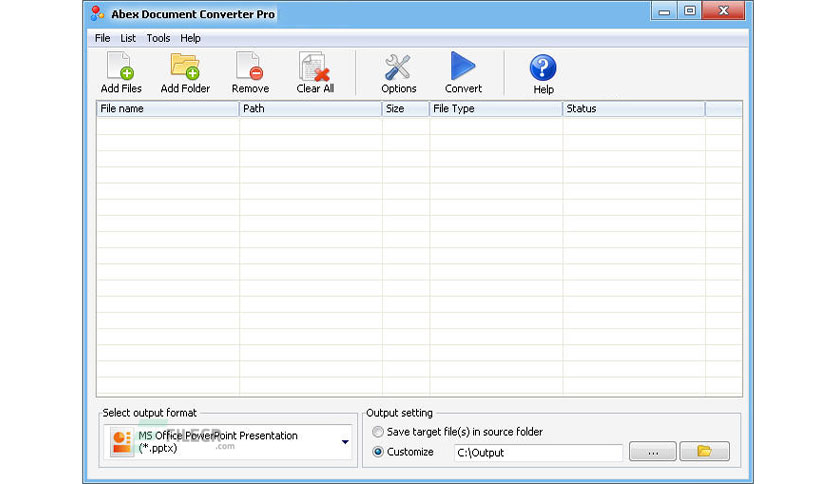 Abex Document Converter Pro
File List Tools Help
Add Files Add Folder Remove Clear All Options Convert Help
File name Path Size File Type Status
Select output format
MS Office PowerPoint Presentation
(*.pptx)
FILECR
.com
Output setting
Save target file(s) in source folder
Customize C:\Output ...